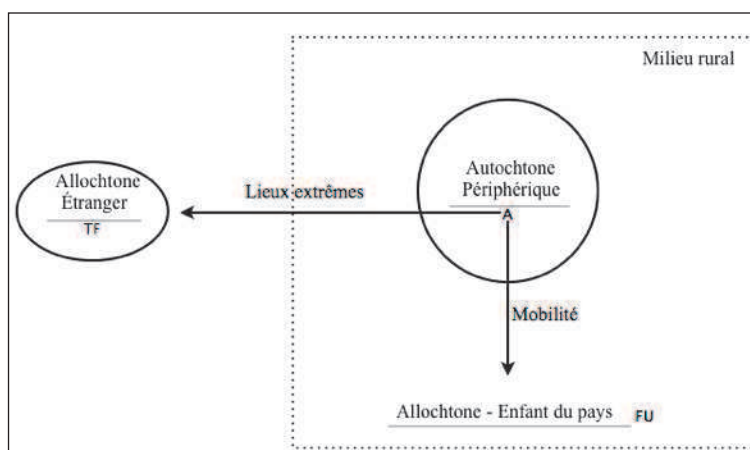 Milieu rural
Allochtone
Étranger
TF
Lieux extrêmes
Autochtone
Périphérique
A
Mobilité
Allochtone - Enfant du pays FU